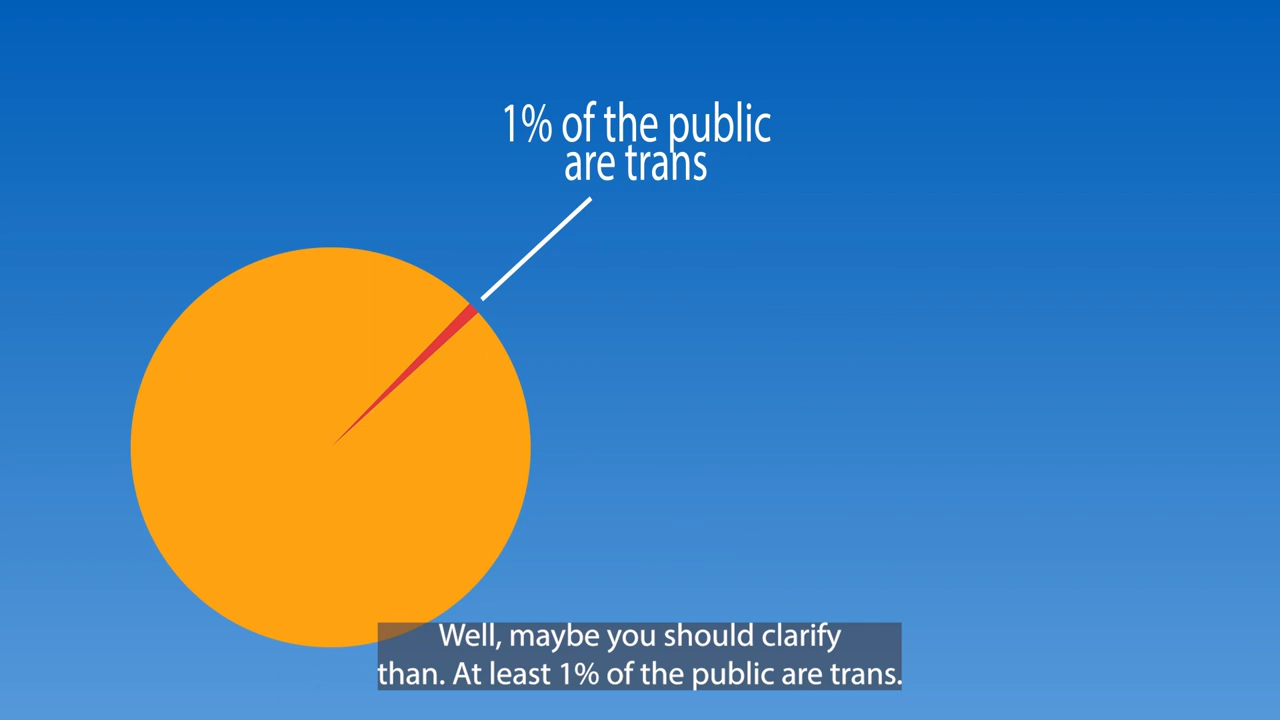 1% of the public
are trans
Well, maybe you should clarify
than. At least 1% of the public are trans.